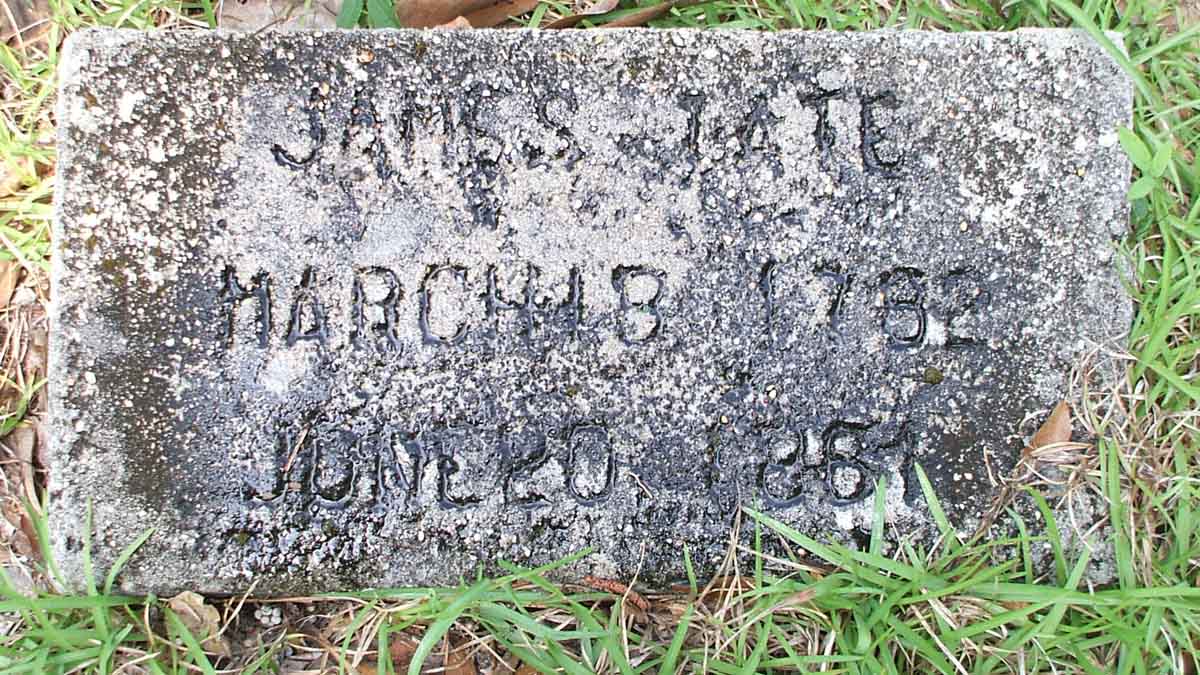 JAMES TATE
MARCH 18 1782
JUNE 20 1861